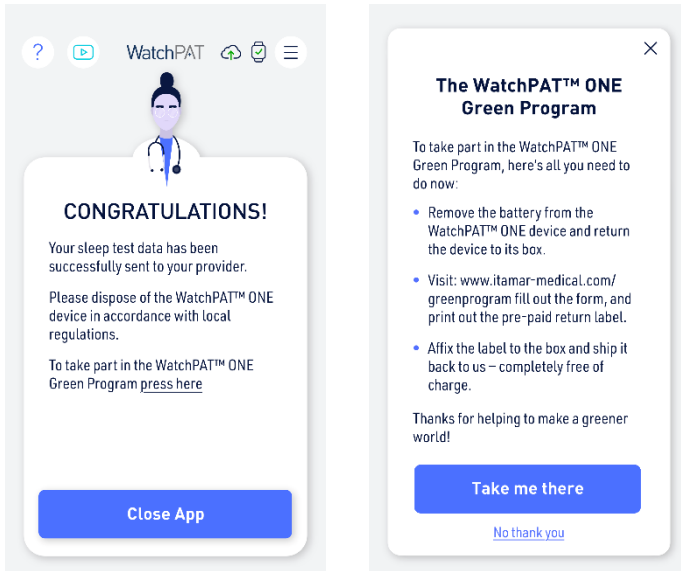 ?
WatchPAT
CONGRATULATIONS!
Your sleep test data has been
successfully sent to your provider.
Please dispose of the WatchPAT™ ONE
device in accordance with local
regulations.
To take part in the WatchPAT™ ONE
Green Program press here
Close App
The WatchPAT™ ONE
Green Program
To take part in the WatchPAT™ ONE
Green Program, here's all you need to
do now:
• Remove the battery from the
WatchPAT™ ONE device and return
the device to its box.
• Visit: www.itamar-medical.com/
greenprogram fill out the form, and
print out the pre-paid return label.
• Affix the label to the box and ship it
back to us – completely free of
charge.
Thanks for helping to make a greener
world!
Take me there
No thank you